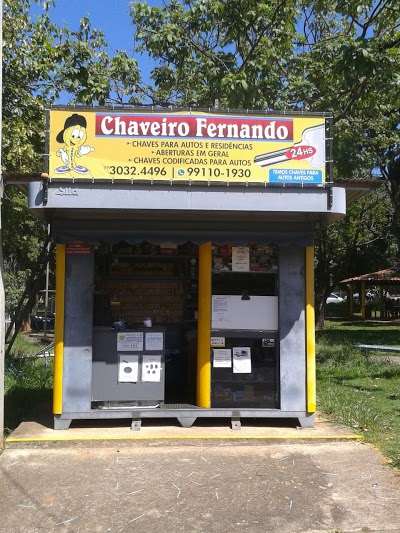 Chaveiro Fernando
• CHAVES PARA AUTOS E RESIDÊNCIAS
• ABERTURAS EM GERAL
• CHAVES CODIFICADAS PARA AUTOS
3032.4496 | 99110-1930
24HS
TEMOS CHAVES PARA
AUTOS ANTIGOS